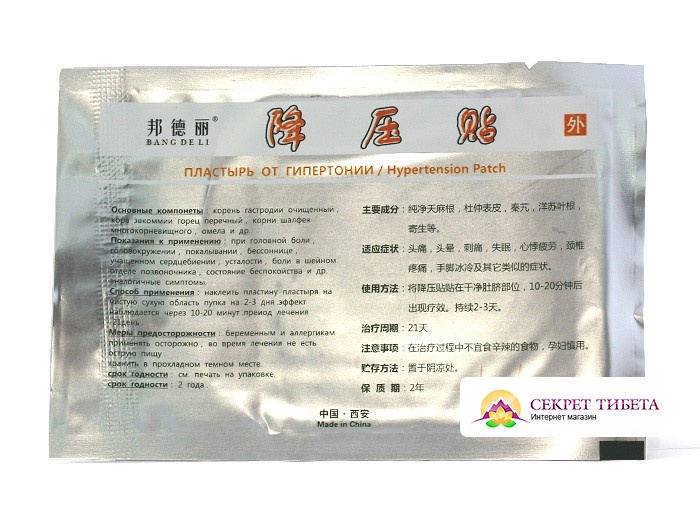 邦德丽®
BANG DE LI
降压贴
外
ПЛАСТЫРЬ ОТ ГИПЕРТОНИИ / Hypertension Patch
Основные компонеты : корень гастродии очищенный ,
кора эвкоммии горец перечный , корни шалфея
многокорневищного , омела и др.
Показания к применению : при головной боли ,
головокружении , покалывании , бессоннице ,
учащенном сердцебиении , усталости , боли в шейном
отделе позвоночника , состояние беспокойства и др.
аналогичные симптомы.
Способ применения : наклеить пластину пластыря на
чистую сухую область пупка на 2-3 дня .эффект
наблюдается через 10-20 минут .преиод лечения
21день .
Меры предосторожности : беременным и аллергикам
применять осторожно , во время лечения не есть
острую пищу .
хранить в прохладном темном месте.
срок годности : см. печать на упаковке.
срок годности : 2 года .
主要成分：纯净天麻根，杜仲表皮，秦艽，洋苏叶根，
寄生等。
适应症状：头痛，头晕，刺痛，失眠，心悸疲劳，颈椎
疼痛，手脚冰冷及其它类似的症状。
使用方法：将降压贴贴在干净肚脐部位，10-20分钟后
出现疗效。持续2-3天。
治疗周期：21天
注意事项：在治疗过程中不宜食辛辣的食物，孕妇慎用。
贮存方法：置于阴凉处。
保 质 期：2年
中国·西安
Made in China
СЕКРЕТ ТИБЕТА
Интернет магазин